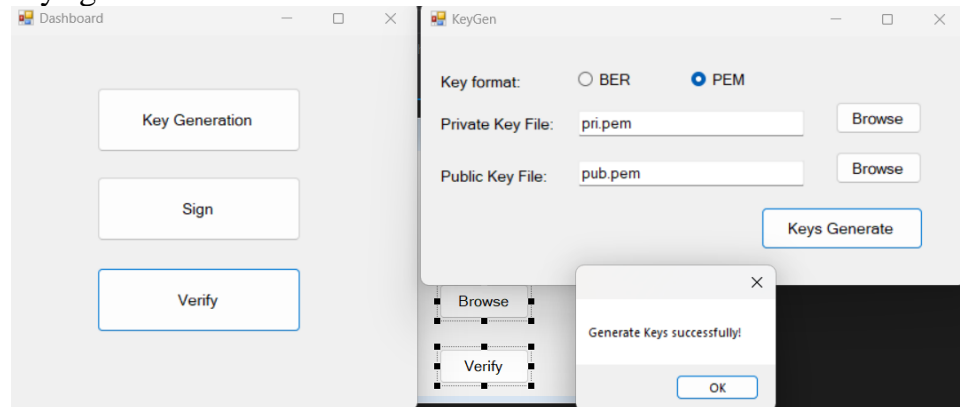 Dashboard
Key Generation
Sign
Verify
KeyGen
Key format:
BER
PEM
Private Key File:
pri.pem
Browse
Public Key File:
pub.pem
Browse
Keys Generate
Browse
Verify
Generate Keys successfully!
OK